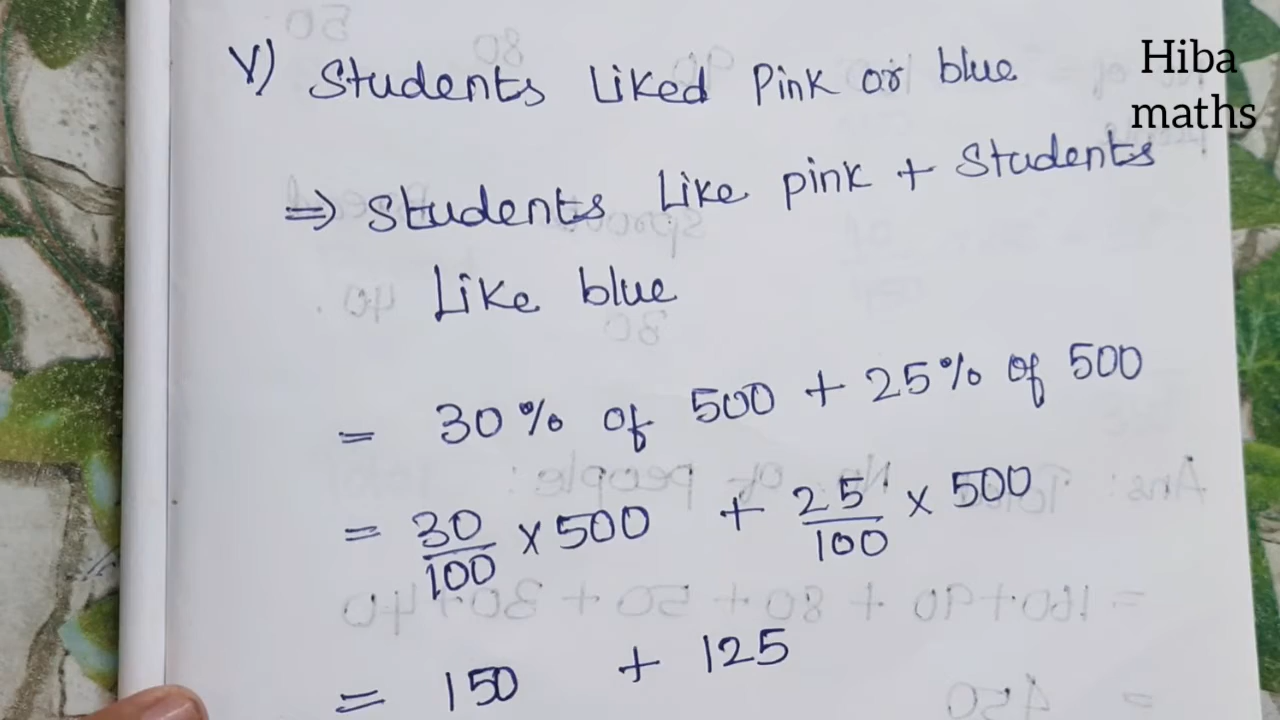 V) Students Liked Pink or blue
Hiba
maths
⇒ Students Like pink + Students
Like blue
= 30% of 500 + 25% of 500
= 30/100 × 500 + 25/100 × 500
= 150 + 125